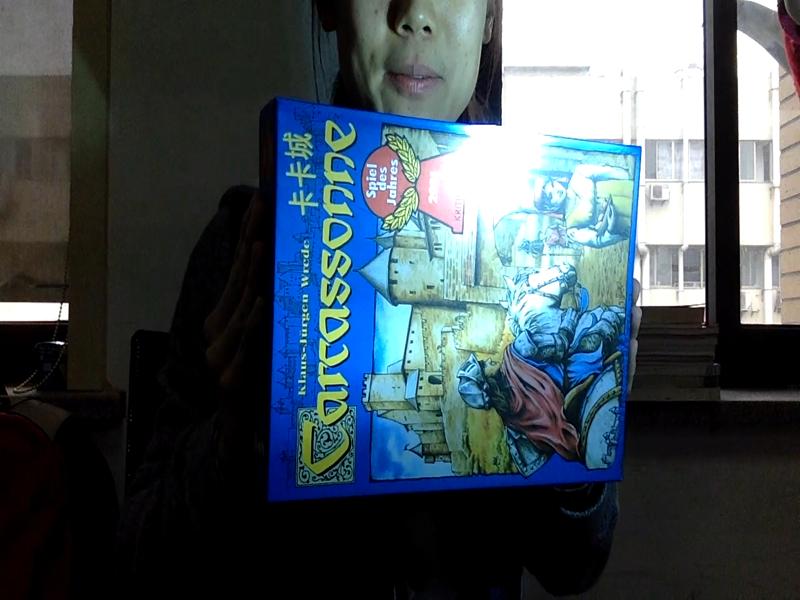 卡卡城
Klaus-Jürgen Wrede
Carcassonne
Spiel
des
Jahres